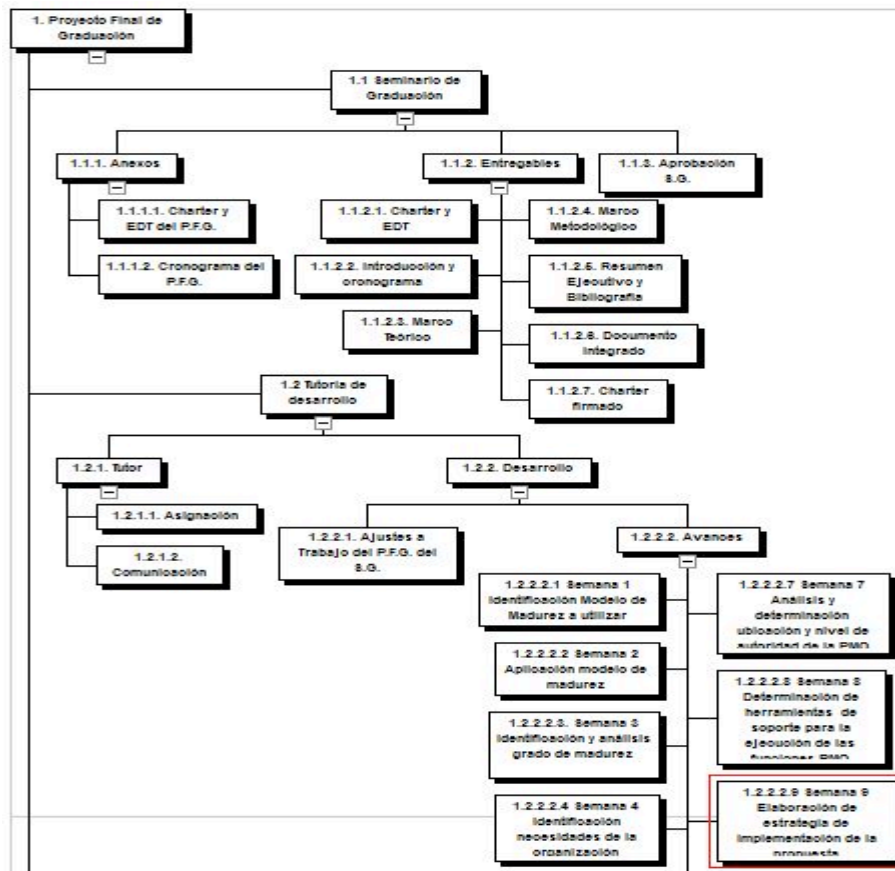 1. Proyecto Final de
Graduación
1.1 Seminario de
Graduación
1.1.1. Anexos
1.1.2. Entregables
1.1.3. Aprobación
S.G.
1.1.1.1. Charter y
EDT del P.F.G.
1.1.1.2. Cronograma del
P.F.G.
1.1.2.1. Charter y
EDT
1.1.2.2. Introducción y
cronograma
1.1.2.3. Marco
Teórico
1.1.2.4. Marco
Metodológico
1.1.2.5. Resumen
Ejecutivo y
Bibliografía
1.1.2.6. Documento
Integrado
1.1.2.7. Charter
firmado
1.2 Tutoría de
desarrollo
1.2.1. Tutor
1.2.1.1. Asignación
1.2.1.2.
Comunicación
1.2.2. Desarrollo
1.2.2.1. Ajustes a
Trabajo del P.F.G. del
S.G.
1.2.2.2. Avances
1.2.2.2.1 Semana 1
Identificación Modelo de
Madurez a utilizar
1.2.2.2.2 Semana 2
Aplicación modelo de
madurez
1.2.2.2.3. Semana 3
Identificación y análisis
grado de madurez
1.2.2.2.4 Semana 4
Identificación
necesidades de la
organización
1.2.2.2.7 Semana 7
Análisis y
determinación
ubicación y nivel de
autoridad de la PMO
1.2.2.2.8 Semana 8
Determinación de
herramientas de
soporte para la
ejecución de las
funciones PMO
1.2.2.2.9 Semana 9
Elaboración de
estrategia de
implementación de la
propuesta